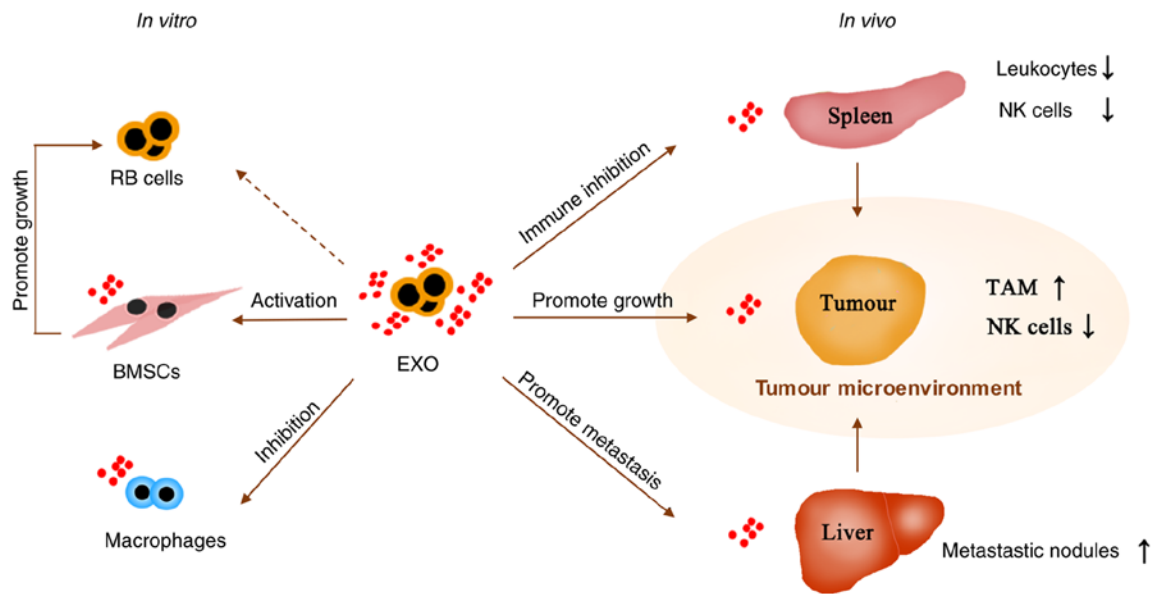 In vitro
In vivo
Leukocytes ↓
NK cells ↓
Spleen
RB cells
Promote growth
Immune inhibition
Activation
BMSCs
EXO
Promote growth
Tumour
TAM ↑
NK cells ↓
Tumour microenvironment
Inhibition
Promote metastasis
Macrophages
Liver
Metastastic nodules ↑